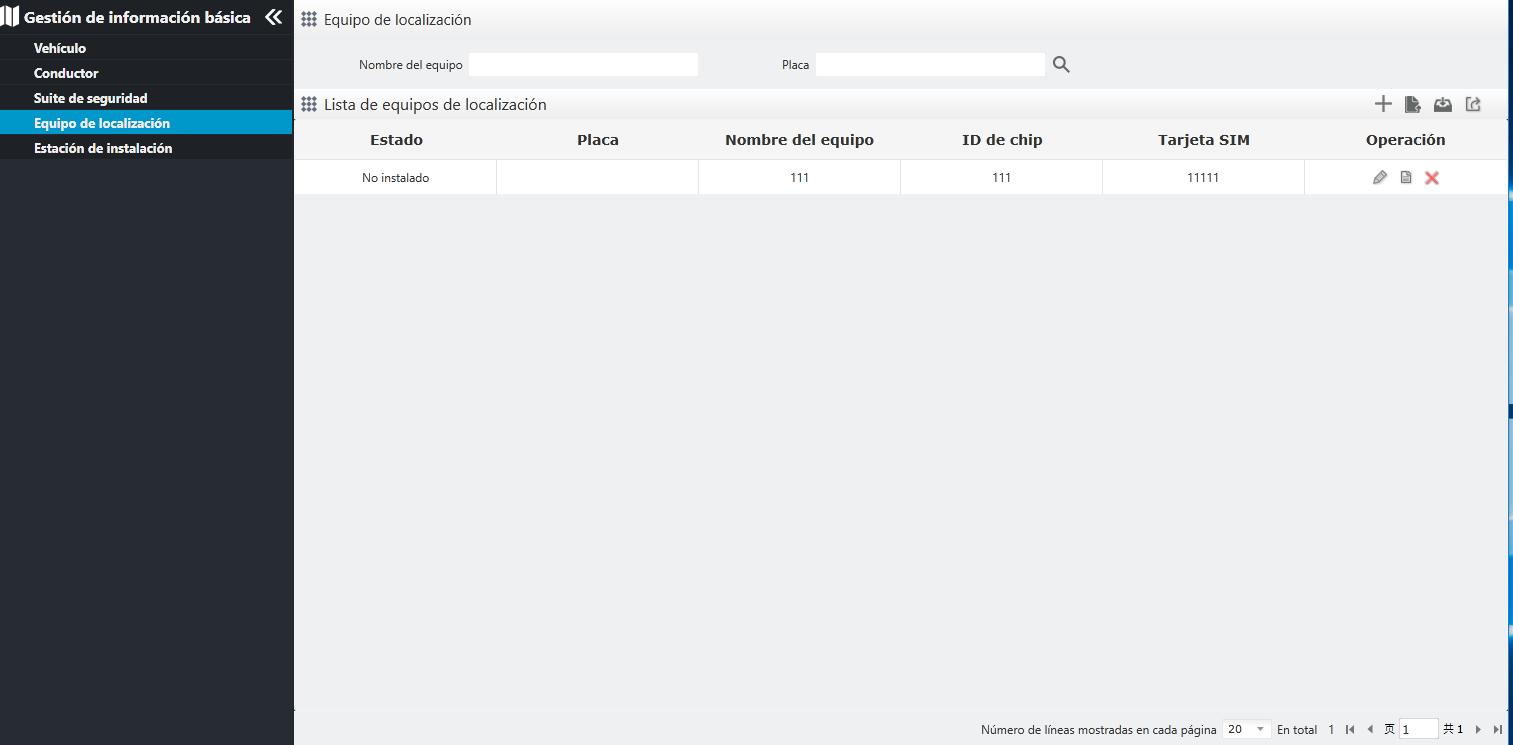 Gestión de información básica
Vehículo
Conductor
Suite de seguridad
Equipo de localización
Estación de instalación
Equipo de localización
Nombre del equipo
Placa
Lista de equipos de localización
Estado Placa Nombre del equipo ID de chip Tarjeta SIM Operación
No instalado 111 111 11111
Número de líneas mostradas en cada página 20 En total 1 页 1 共 1